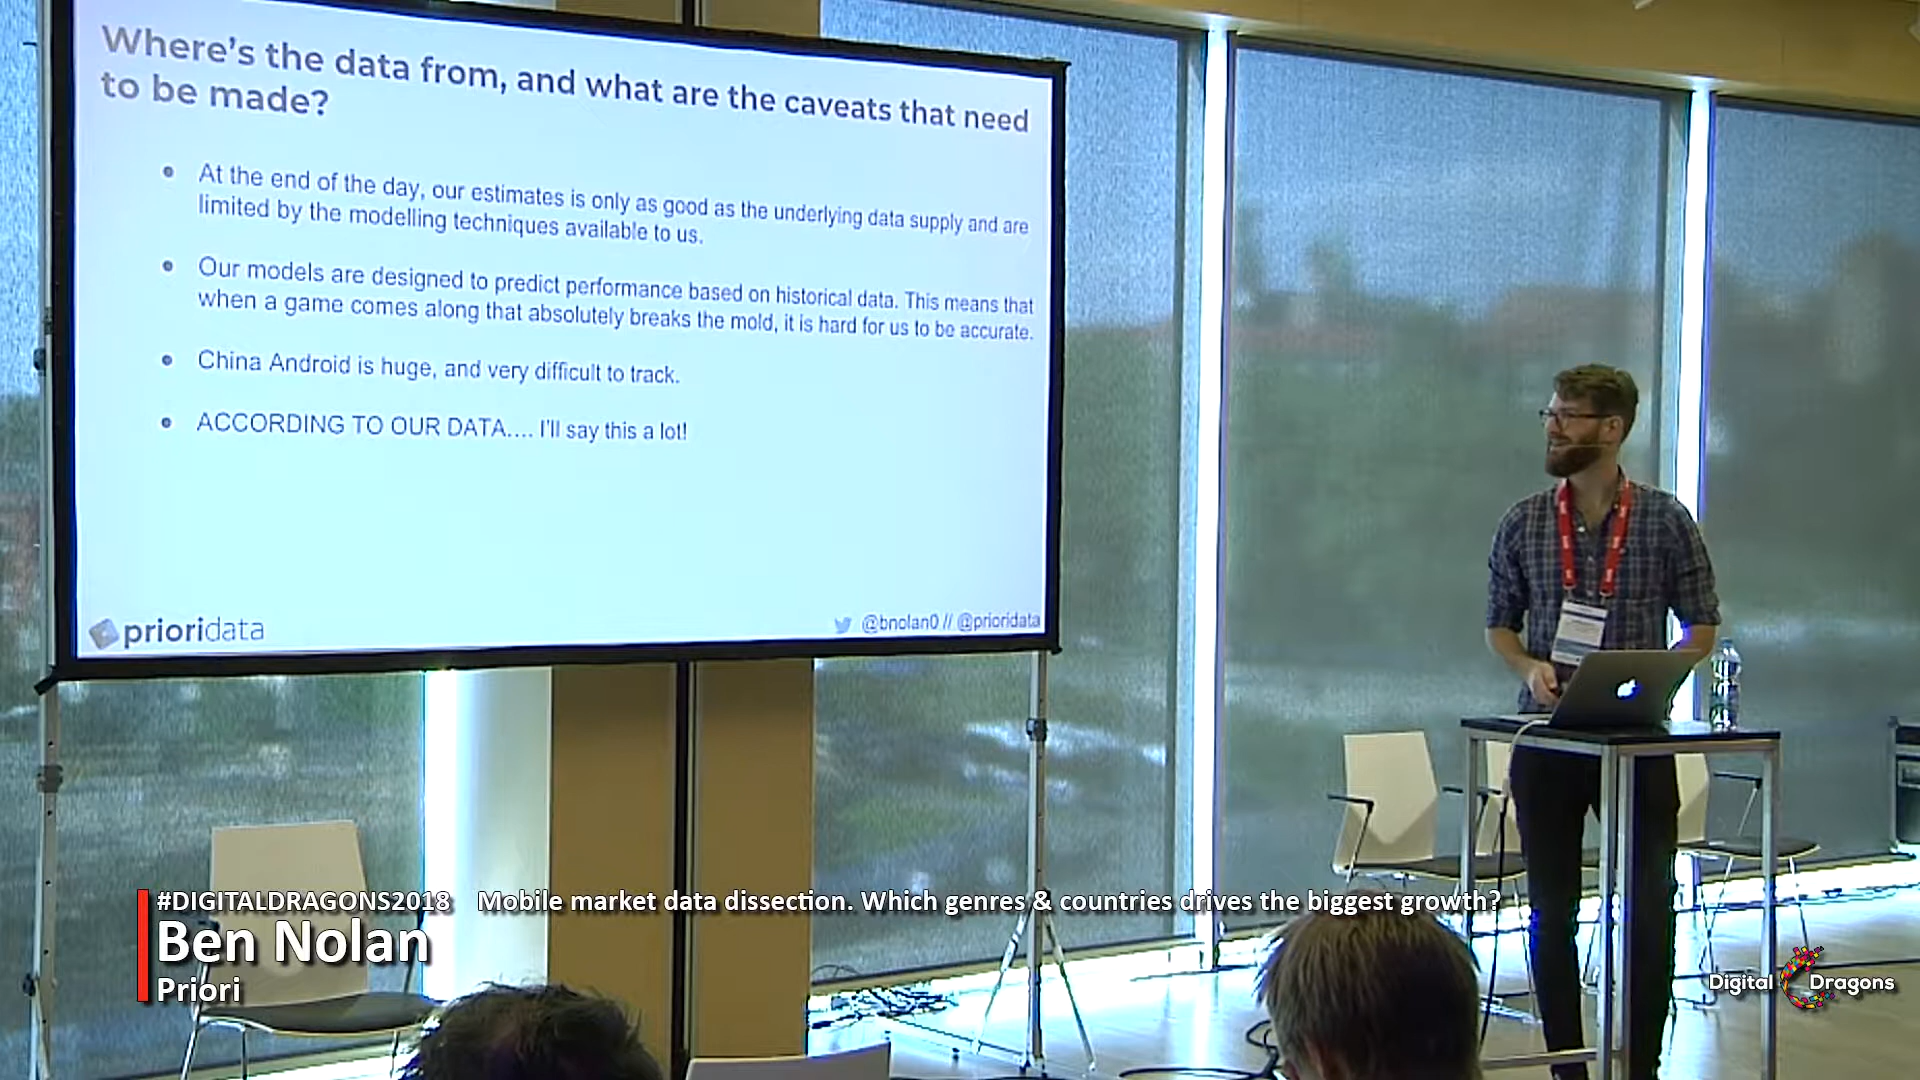 Where's the data from, and what are the caveats that need
to be made?
At the end of the day, our estimates is only as good as the underlying data supply and are
limited by the modelling techniques available to us.
Our models are designed to predict performance based on historical data. This means that
when a game comes along that absolutely breaks the mold, it is hard for us to be accurate.
China Android is huge, and very difficult to track.
ACCORDING TO OUR DATA.... I'll say this a lot!
prioridata
@bnolan0 // @prioridata
#DIGITALDRAGONS2018 Mobile market data dissection. Which genres & countries drives the biggest growth?
Ben Nolan
Priori
Digital Dragons